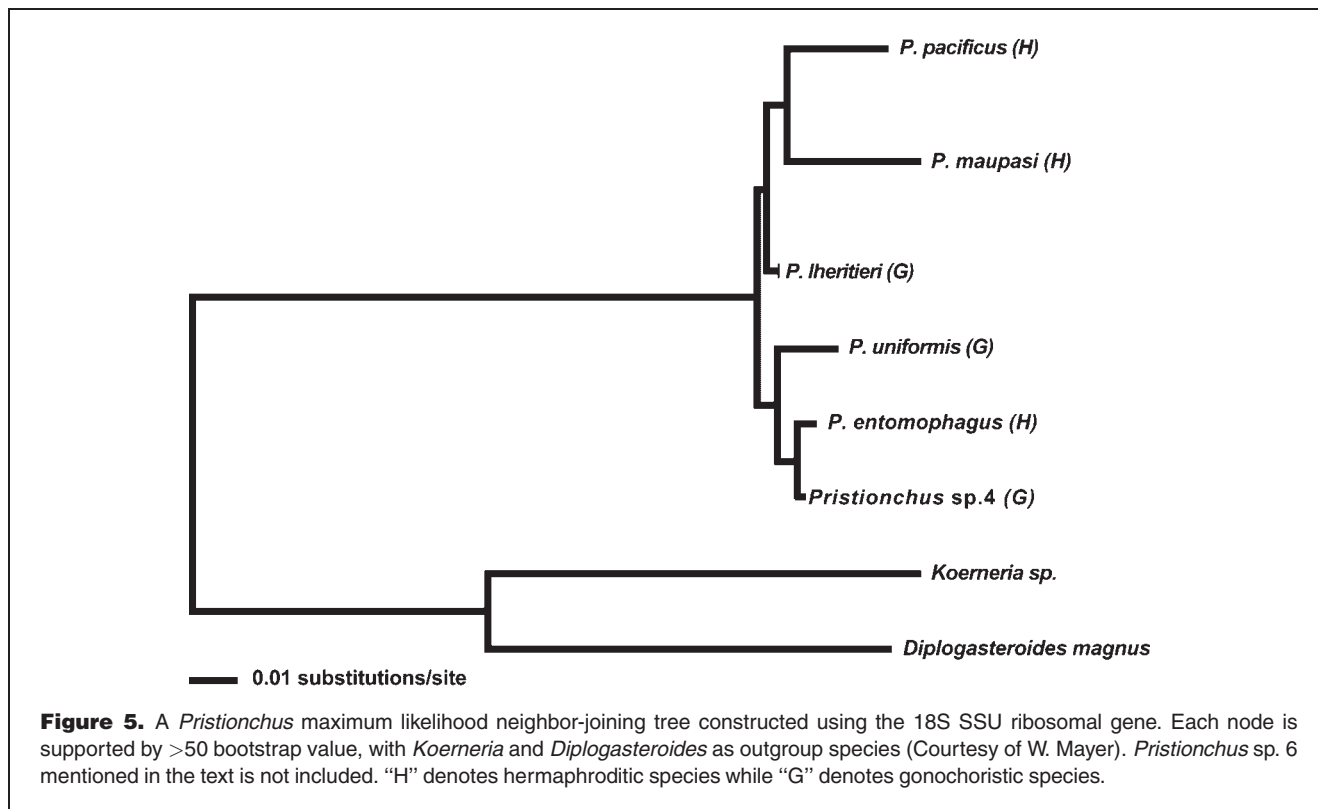 P. pacificus (H)
P. maupasi (H)
P. lheritieri (G)
P. uniformis (G)
P. entomophagus (H)
Pristionchus sp.4 (G)
Koerneria sp.
Diplogasteroides magnus
0.01 substitutions/site
Figure 5. A Pristionchus maximum likelihood neighbor-joining tree constructed using the 18S SSU ribosomal gene. Each node is
supported by >50 bootstrap value, with Koerneria and Diplogasteroides as outgroup species (Courtesy of W. Mayer). Pristionchus sp. 6
mentioned in the text is not included. “H” denotes hermaphroditic species while “G” denotes gonochoristic species.